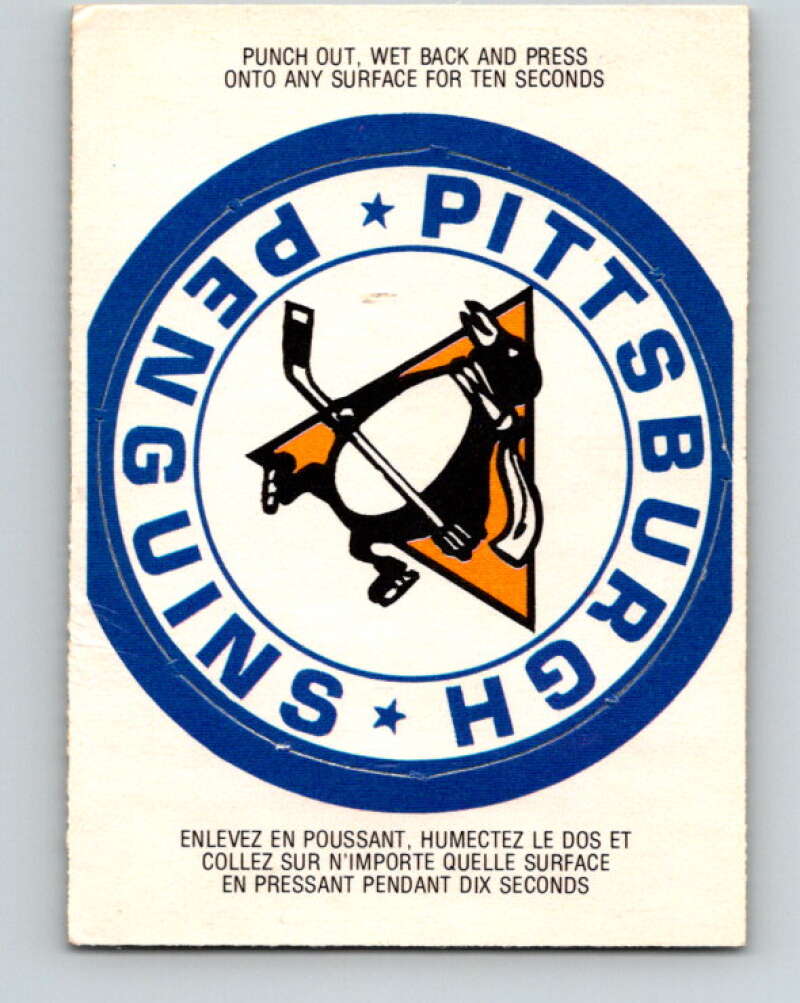 PUNCH OUT, WET BACK AND PRESS
ONTO ANY SURFACE FOR TEN SECONDS
PITTSBURGH
PENGUINS
ENLEVEZ EN POUSSANT, HUMECTEZ LE DOS ET
COLLEZ SUR N'IMPORTE QUELLE SURFACE
EN PRESSANT PENDANT DIX SECONDS